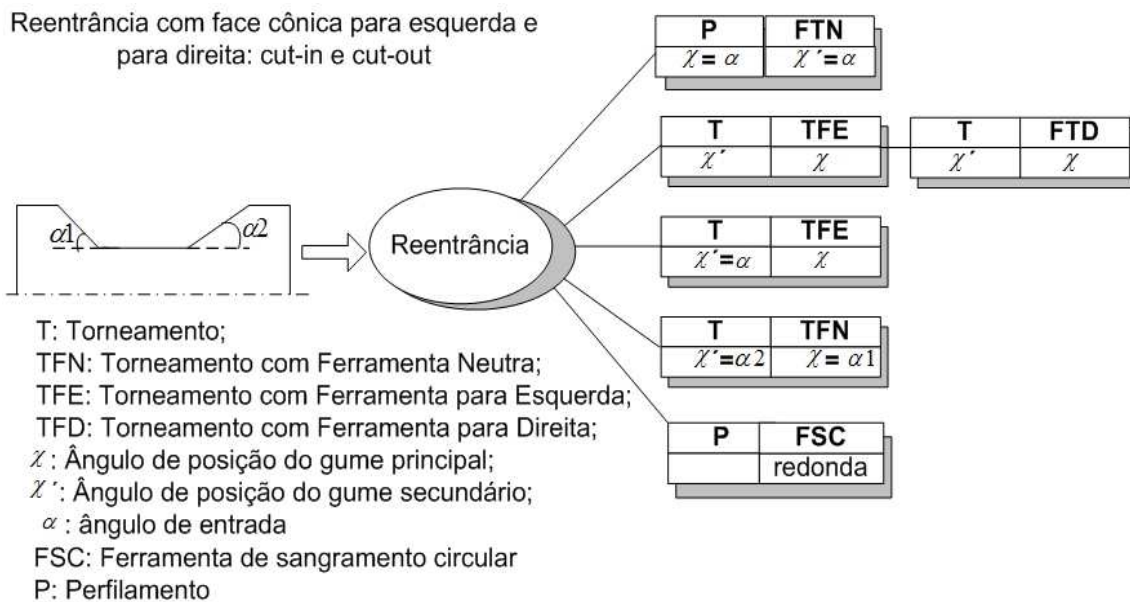 Reentrância com face cônica para esquerda e
para direita: cut-in e cut-out
P FTN
χ = α χ´=α
T TFE
χ´ χ
T FTD
χ´ χ
α1
α2
Reentrância
T TFE
χ´=α χ
T TFN
χ´=α2 χ = α1
P FSC
redonda
T: Torneamento;
TFN: Torneamento com Ferramenta Neutra;
TFE: Torneamento com Ferramenta para Esquerda;
TFD: Torneamento com Ferramenta para Direita;
χ : Ângulo de posição do gume principal;
χ´: Ângulo de posição do gume secundário;
α : ângulo de entrada
FSC: Ferramenta de sangramento circular
P: Perfilamento